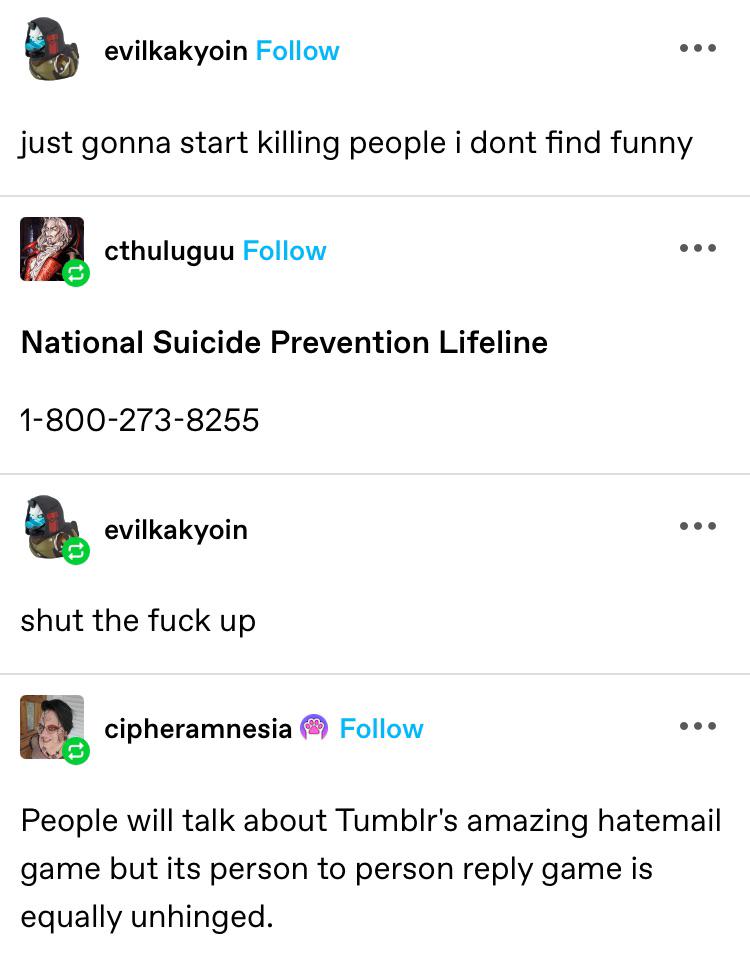 evilkakyoin Follow
just gonna start killing people i dont find funny
cthuluguu Follow
National Suicide Prevention Lifeline
1-800-273-8255
evilkakyoin
shut the fuck up
cipheramnesia Follow
People will talk about Tumblr's amazing hatemail
game but its person to person reply game is
equally unhinged.